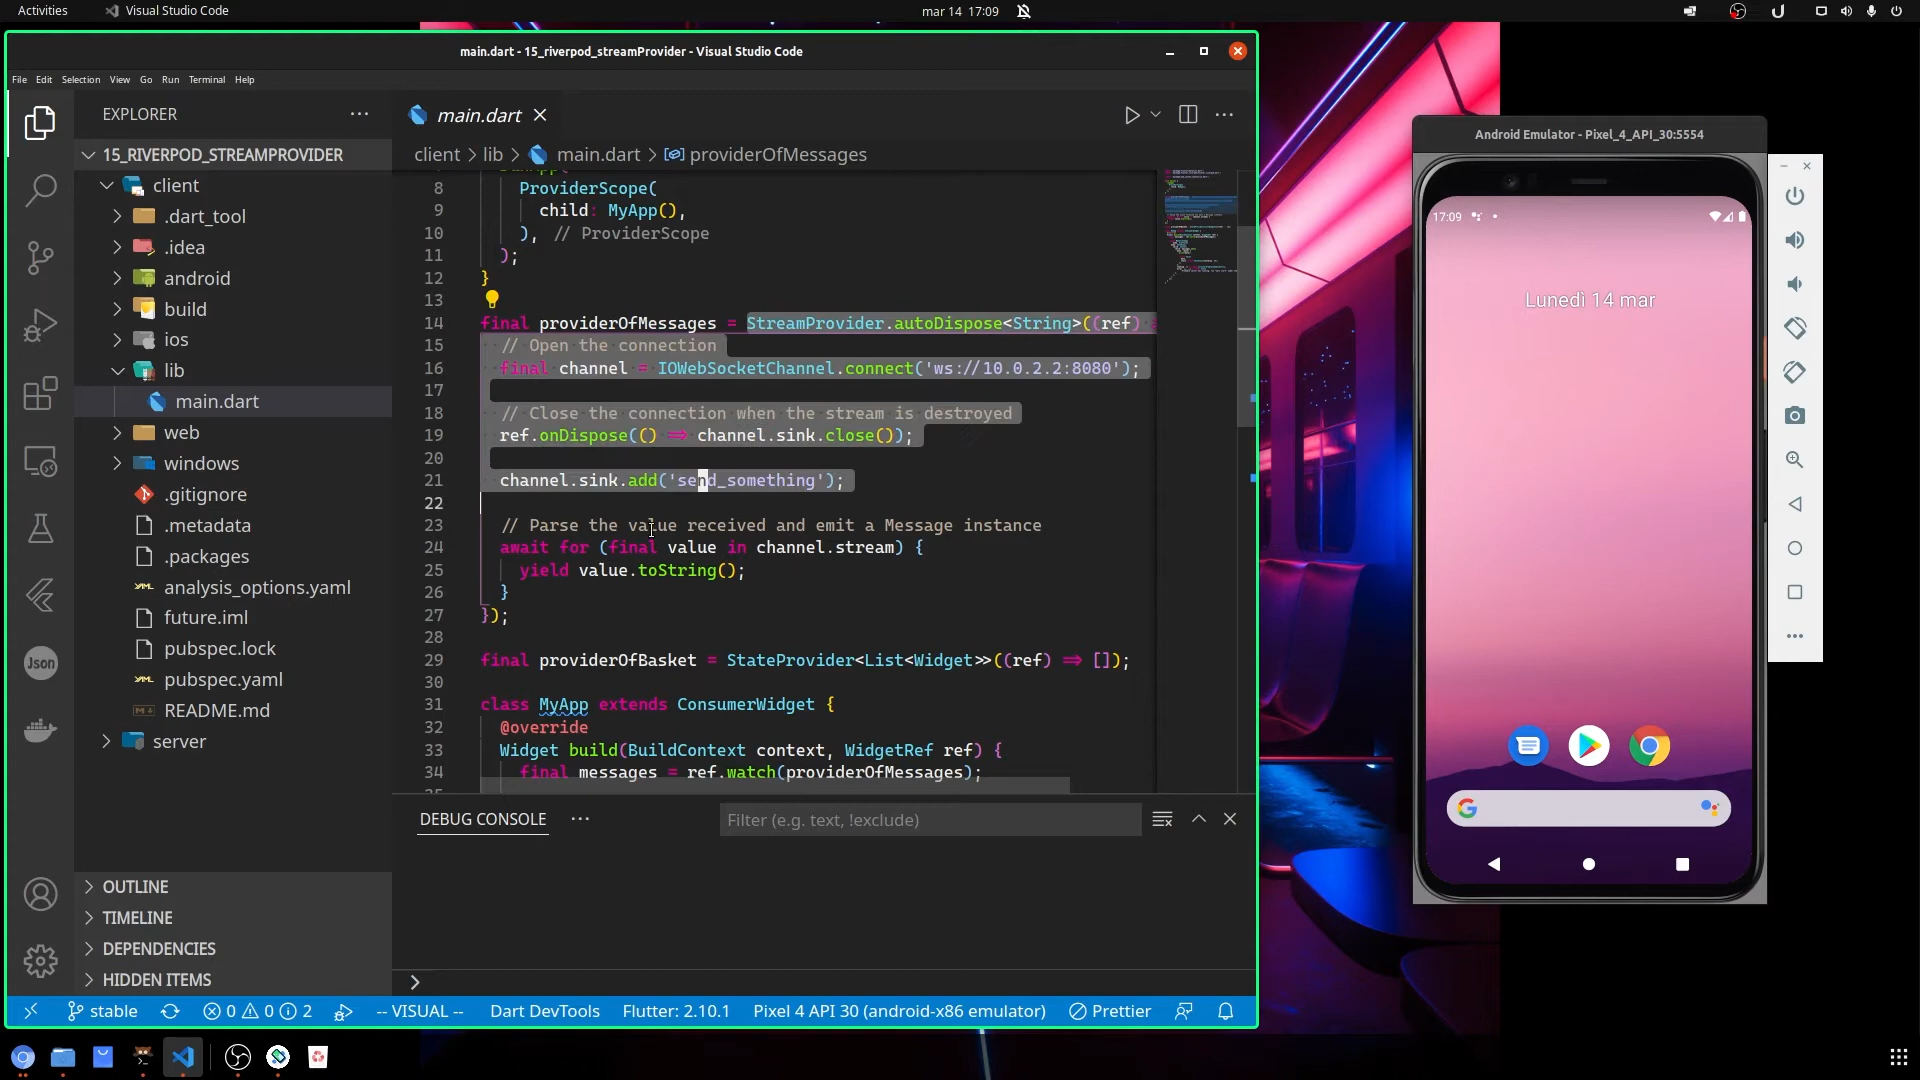 Activities
Visual Studio Code
mar 14 17:09
main.dart - 15_riverpod_streamProvider - Visual Studio Code
File Edit Selection View Go Run Terminal Help
EXPLORER
15_RIVERPOD_STREAMPROVIDER
client
.dart_tool
.idea
android
build
ios
lib
main.dart
web
windows
.gitignore
.metadata
.packages
analysis_options.yaml
future.iml
pubspec.lock
pubspec.yaml
README.md
server
OUTLINE
TIMELINE
DEPENDENCIES
HIDDEN ITEMS
Json
main.dart
client > lib > main.dart > providerOfMessages
8 ProviderScope(
9 child: MyApp(),
10 ), // ProviderScope
11 );
12 }
13
14 final providerOfMessages = StreamProvider.autoDispose<String>((ref)
15 // Open the connection
16 final channel = IOWebSocketChannel.connect('ws://10.0.2.2:8080');
17
18 // Close the connection when the stream is destroyed
19 ref.onDispose(() => channel.sink.close());
20
21 channel.sink.add('send_something');
22
23 // Parse the value received and emit a Message instance
24 await for (final value in channel.stream) {
25 yield value.toString();
26 }
27 });
28
29 final providerOfBasket = StateProvider<List<Widget>>((ref) => []);
30
31 class MyApp extends ConsumerWidget {
32 @override
33 Widget build(BuildContext context, WidgetRef ref) {
34 final messages = ref.watch(providerOfMessages);
DEBUG CONSOLE
Filter (e.g. text, !exclude)
stable
0 0 2
-- VISUAL --
Dart DevTools
Flutter: 2.10.1
Pixel 4 API 30 (android-x86 emulator)
Prettier
Android Emulator - Pixel_4_API_30:5554
17:09
Lunedì 14 mar